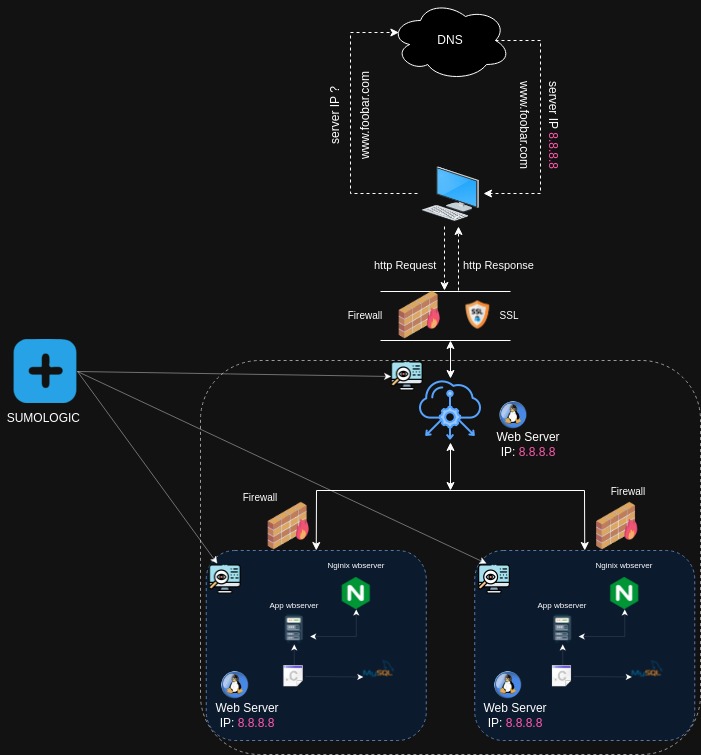 DNS
server IP ?
www.foobar.com
server IP 8.8.8.8
www.foobar.com
http Request
http Response
Firewall
SSL
SSL
SUMOLOGIC
Web Server
IP: 8.8.8.8
Firewall
Firewall
Nginix wbserver
N
App wbserver
.C
MySQL
Web Server
IP: 8.8.8.8
Nginix wbserver
N
App wbserver
.C
MySQL
Web Server
IP: 8.8.8.8